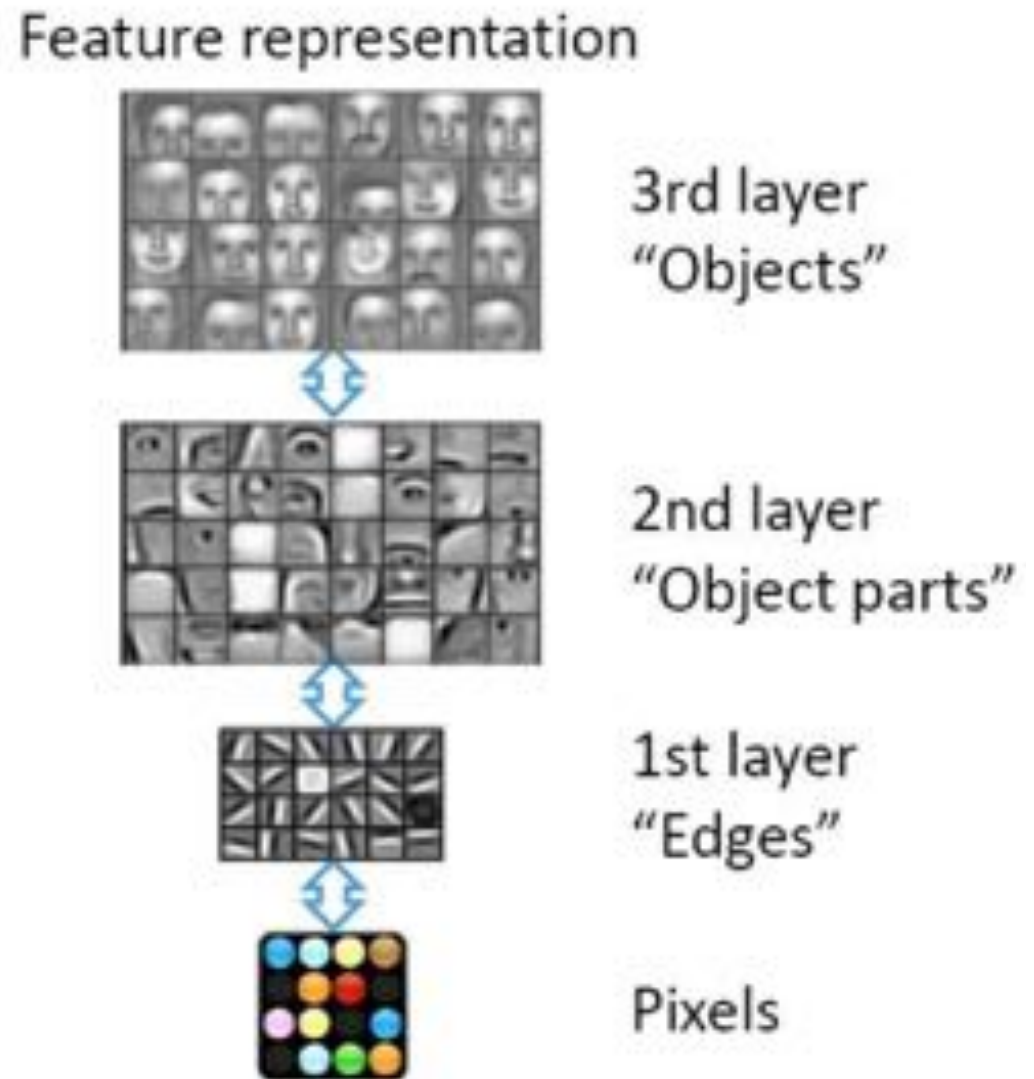 Feature representation
3rd layer
“Objects”
2nd layer
“Object parts”
1st layer
“Edges”
Pixels